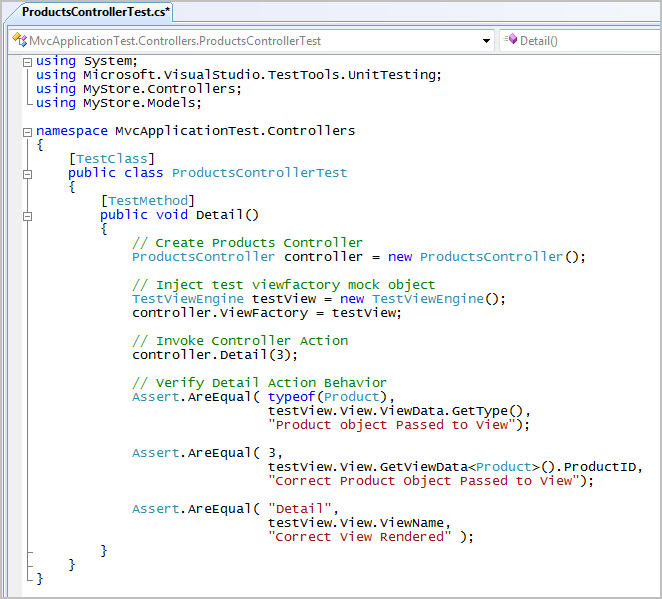 ProductsControllerTest.cs*
MvcApplicationTest.Controllers.ProductsControllerTest
Detail()
using System;
using Microsoft.VisualStudio.TestTools.UnitTesting;
using MyStore.Controllers;
using MyStore.Models;
namespace MvcApplicationTest.Controllers
{
[TestClass]
public class ProductsControllerTest
{
[TestMethod]
public void Detail()
{
// Create Products Controller
ProductsController controller = new ProductsController();
// Inject test viewfactory mock object
TestViewEngine testView = new TestViewEngine();
controller.ViewFactory = testView;
// Invoke Controller Action
controller.Detail(3);
// Verify Detail Action Behavior
Assert.AreEqual( typeof(Product),
testView.View.ViewData.GetType(),
"Product object Passed to View");
Assert.AreEqual( 3,
testView.View.GetViewData<Product>().ProductID,
"Correct Product Object Passed to View");
Assert.AreEqual( "Detail",
testView.View.ViewName,
"Correct View Rendered" );
}
}
}